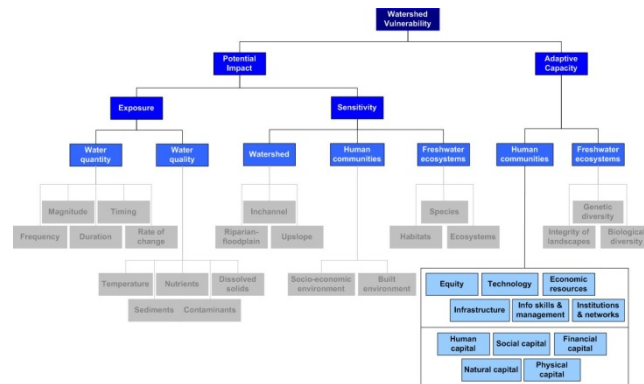 Watershed
Vulnerability
Potential
Impact
Adaptive
Capacity
Exposure
Sensitivity
Water
quantity
Water
quality
Watershed
Human
communities
Freshwater
ecosystems
Human
communities
Freshwater
ecosystems
Magnitude
Timing
Frequency
Duration
Rate of
change
Inchannel
Riparian-
floodplain
Upslope
Species
Habitats
Ecosystems
Genetic
diversity
Integrity of
landscapes
Biological
diversity
Temperature
Nutrients
Dissolved
solids
Sediments
Contaminants
Socio-economic
environment
Built
environment
Equity
Technology
Economic
resources
Infrastructure
Info skills &
management
Institutions
& networks
Human
capital
Social capital
Financial
capital
Natural capital
Physical
capital